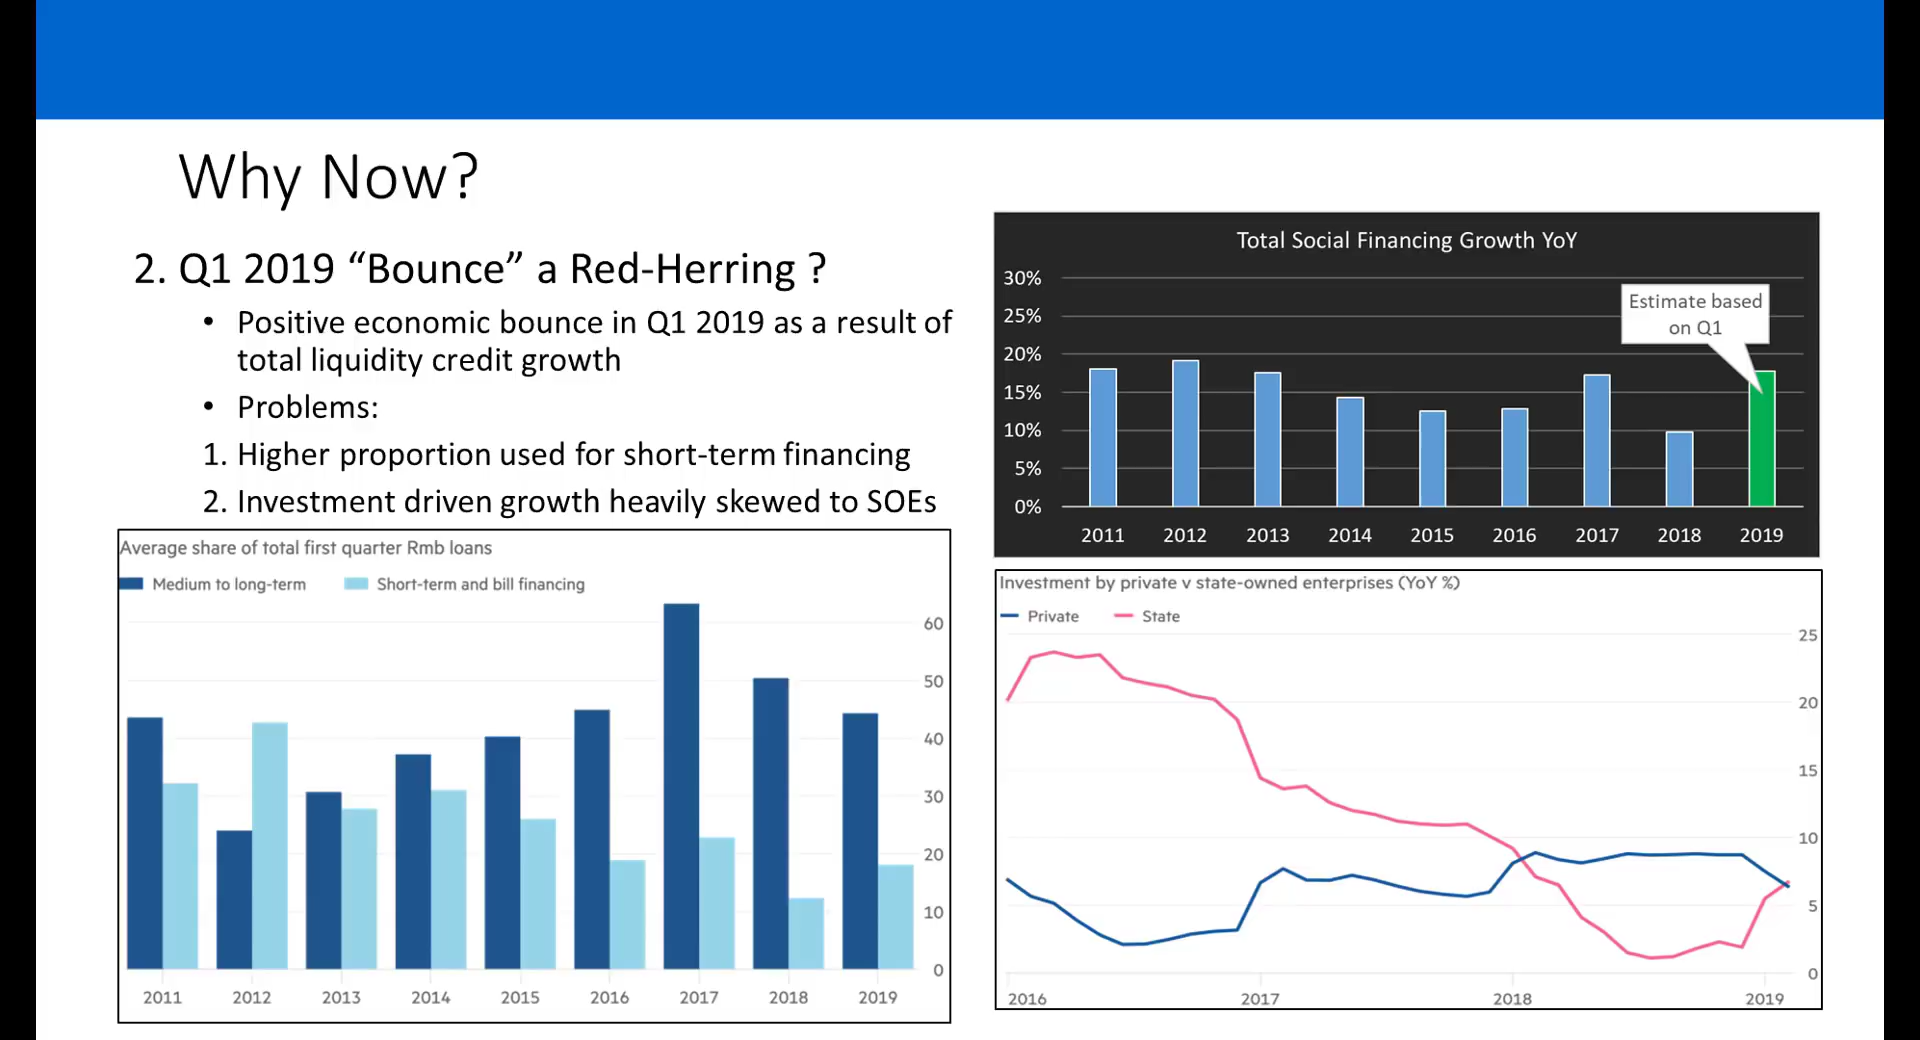 Why Now?
2. Q1 2019 “Bounce” a Red-Herring ?
• Positive economic bounce in Q1 2019 as a result of
total liquidity credit growth
• Problems:
1. Higher proportion used for short-term financing
2. Investment driven growth heavily skewed to SOEs
Total Social Financing Growth YoY
30%
25%
20%
15%
10%
5%
0%
Estimate based
on Q1
2011 2012 2013 2014 2015 2016 2017 2018 2019
Average share of total first quarter Rmb loans
Medium to long-term Short-term and bill financing
60
50
40
30
20
10
0
2011 2012 2013 2014 2015 2016 2017 2018 2019
Investment by private v state-owned enterprises (YoY %)
Private State
25
20
15
10
5
0
2016 2017 2018 2019